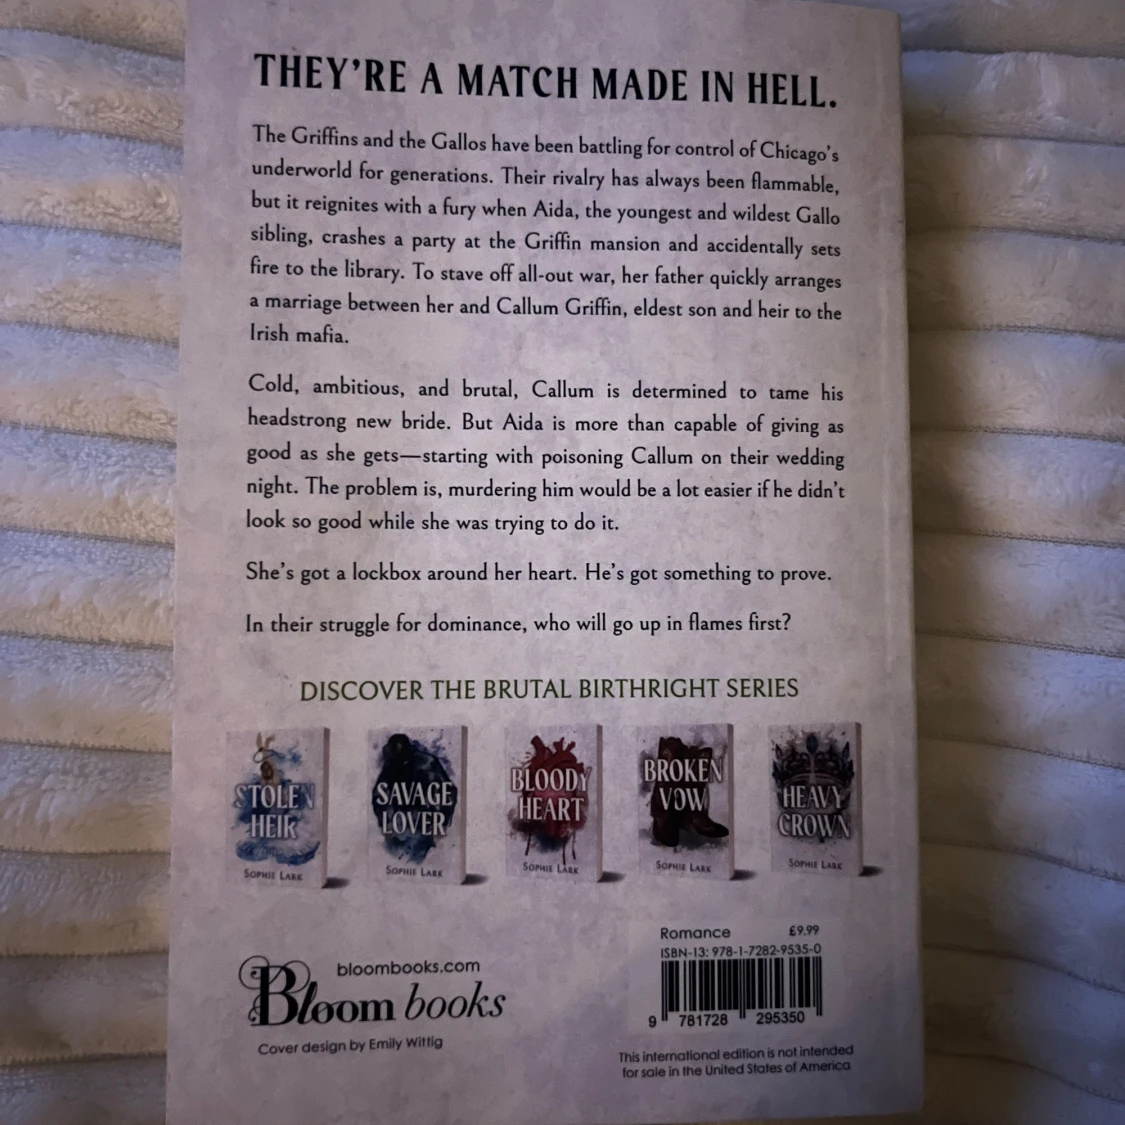 THEY'RE A MATCH MADE IN HELL.
The Griffins and the Gallos have been battling for control of Chicago's
underworld for generations. Their rivalry has always been flammable,
but it reignites with a fury when Aida, the youngest and wildest Gallo
sibling, crashes a party at the Griffin mansion and accidentally sets
fire to the library. To stave off all-out war, her father quickly arranges
a marriage between her and Callum Griffin, eldest son and heir to the
Irish mafia.
Cold, ambitious, and brutal, Callum is determined to tame his
headstrong new bride. But Aida is more than capable of giving as
good as she gets—starting with poisoning Callum on their wedding
night. The problem is, murdering him would be a lot easier if he didn't
look so good while she was trying to do it.
She's got a lockbox around her heart. He's got something to prove.
In their struggle for dominance, who will go up in flames first?
DISCOVER THE BRUTAL BIRTHRIGHT SERIES
STOLEN
HEIR
SOPHIE LARK
SAVAGE
LOVER
SOPHIE LARK
BLOODY
HEART
SOPHIE LARK
BROKEN
VOW
SOPHIE LARK
HEAVY
CROWN
SOPHIE LARK
bloombooks.com
Bloom books
Cover design by Emily Wittig
Romance £9.99
ISBN-13: 978-1-7282-9535-0
9 781728 295350
This international edition is not intended
for sale in the United States of America